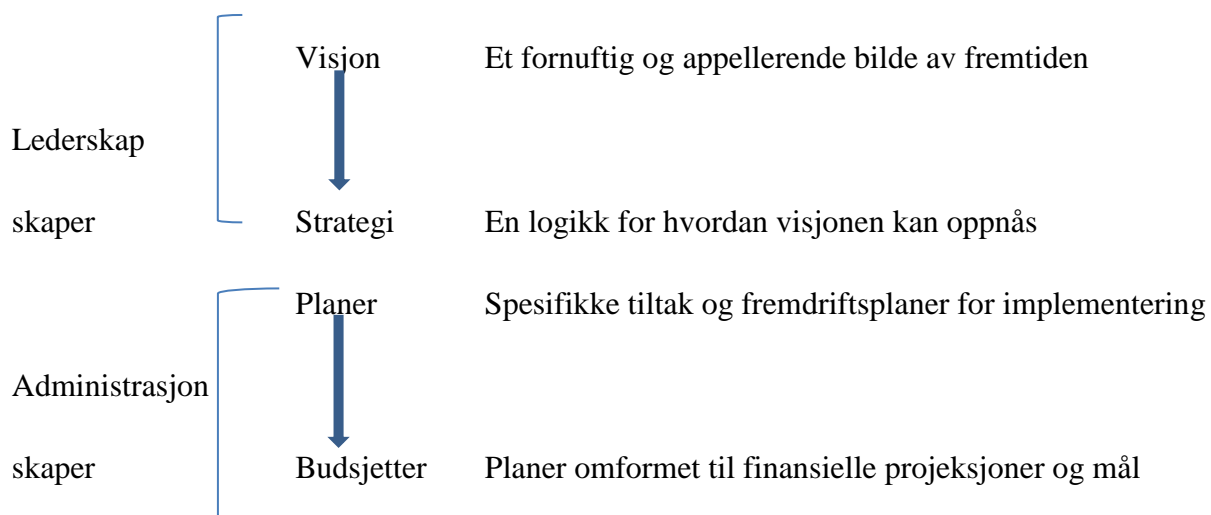 Visjon Et fornuftig og appellerende bilde av fremtiden
Lederskap
skaper Strategi En logikk for hvordan visjonen kan oppnås
Planer Spesifikke tiltak og fremdriftsplaner for implementering
Administrasjon
skaper Budsjetter Planer omformet til finansielle projeksjoner og mål